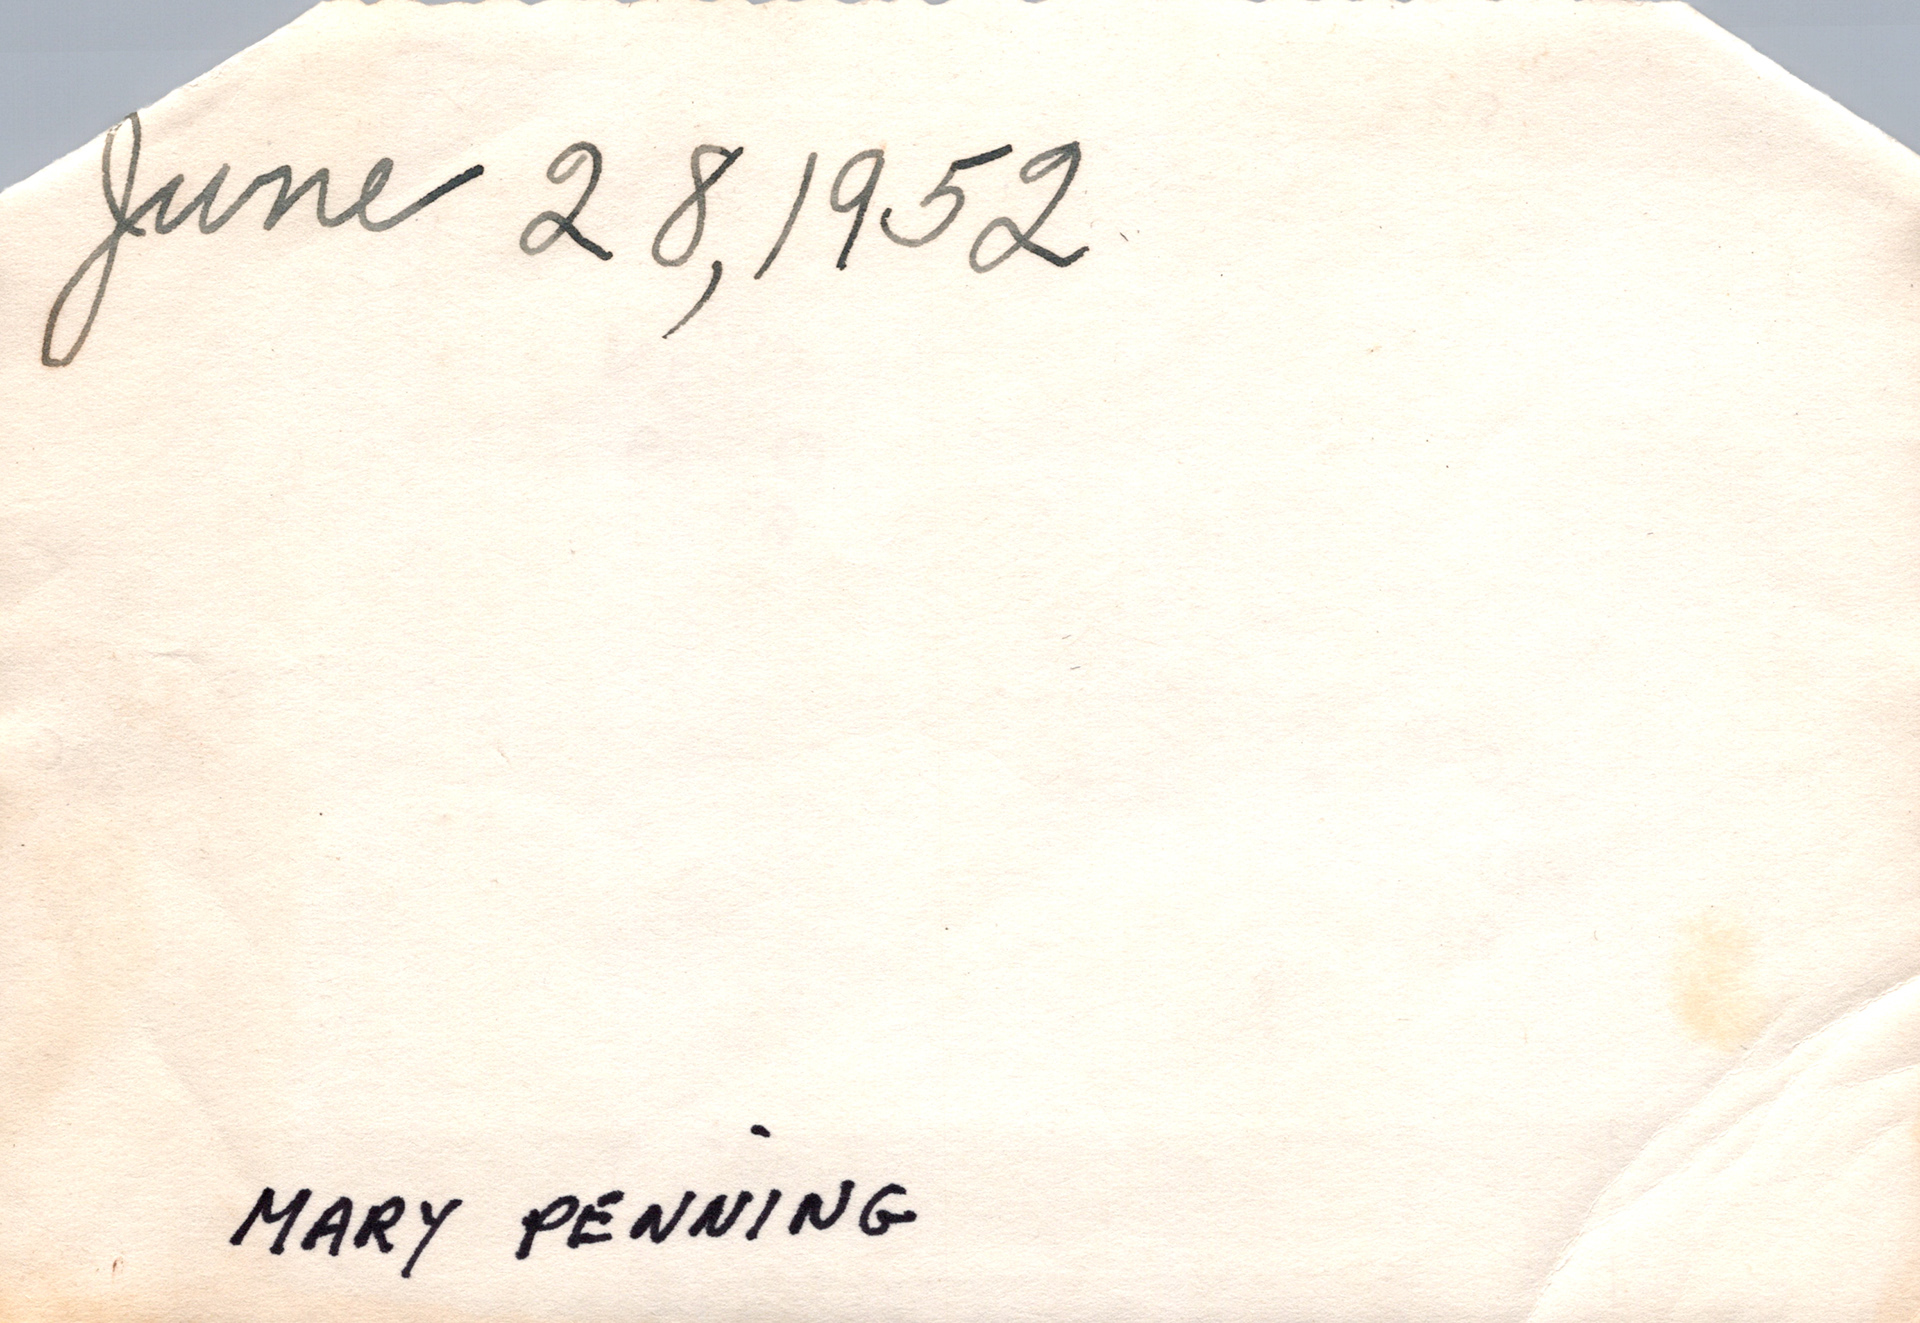 June 28, 1952
MARY PENNING